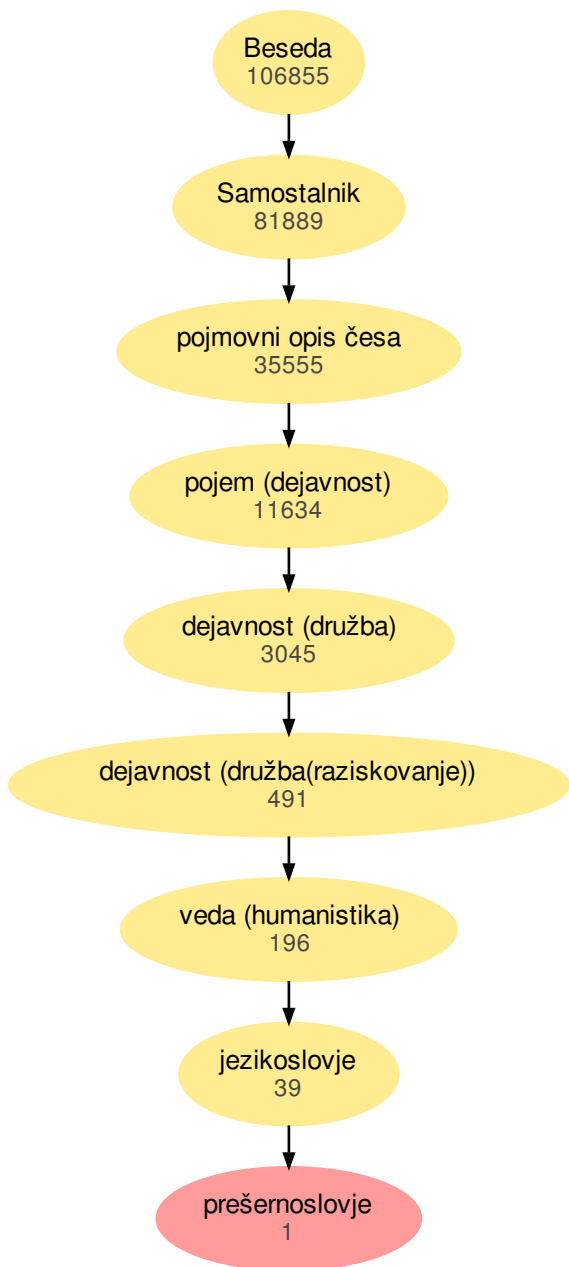 Beseda
106855
Samostalnik
81889
pojmovni opis česa
35555
pojem (dejavnost)
11634
dejavnost (družba)
3045
dejavnost (družba(raziskovanje))
491
veda (humanistika)
196
jezikoslovje
39
prešernoslovje
1